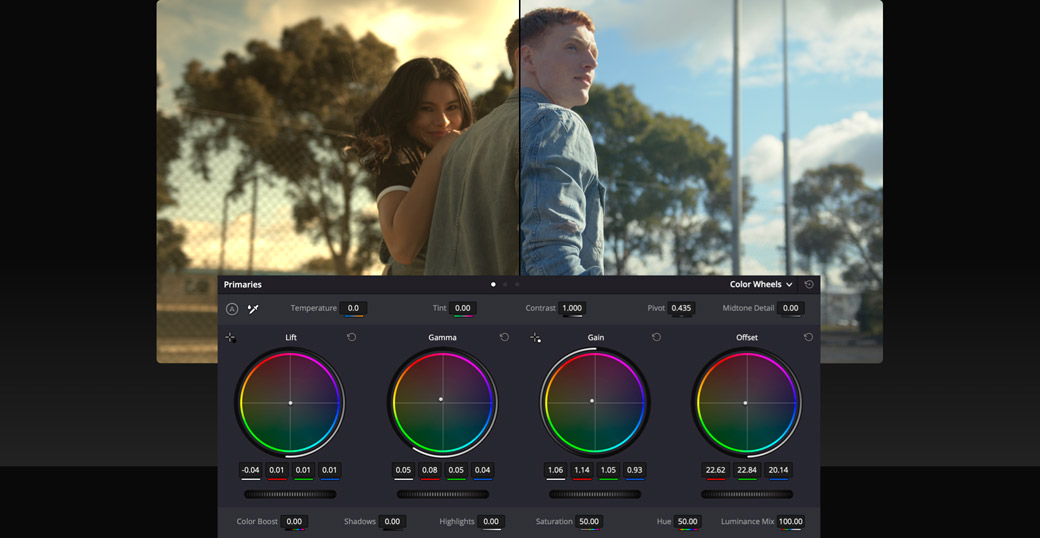 Primaries Color Wheels
A Temperature 0.0 Tint 0.00 Contrast 1.000 Pivot 0.435 Midtone Detail 0.00
Lift Gamma Gain Offset
-0.04 0.01 0.01 0.01 0.05 0.08 0.05 0.04 1.06 1.14 1.05 0.93 22.62 22.84 20.14
Color Boost 0.00 Shadows 0.00 Highlights 0.00 Saturation 50.00 Hue 50.00 Luminance Mix 100.00